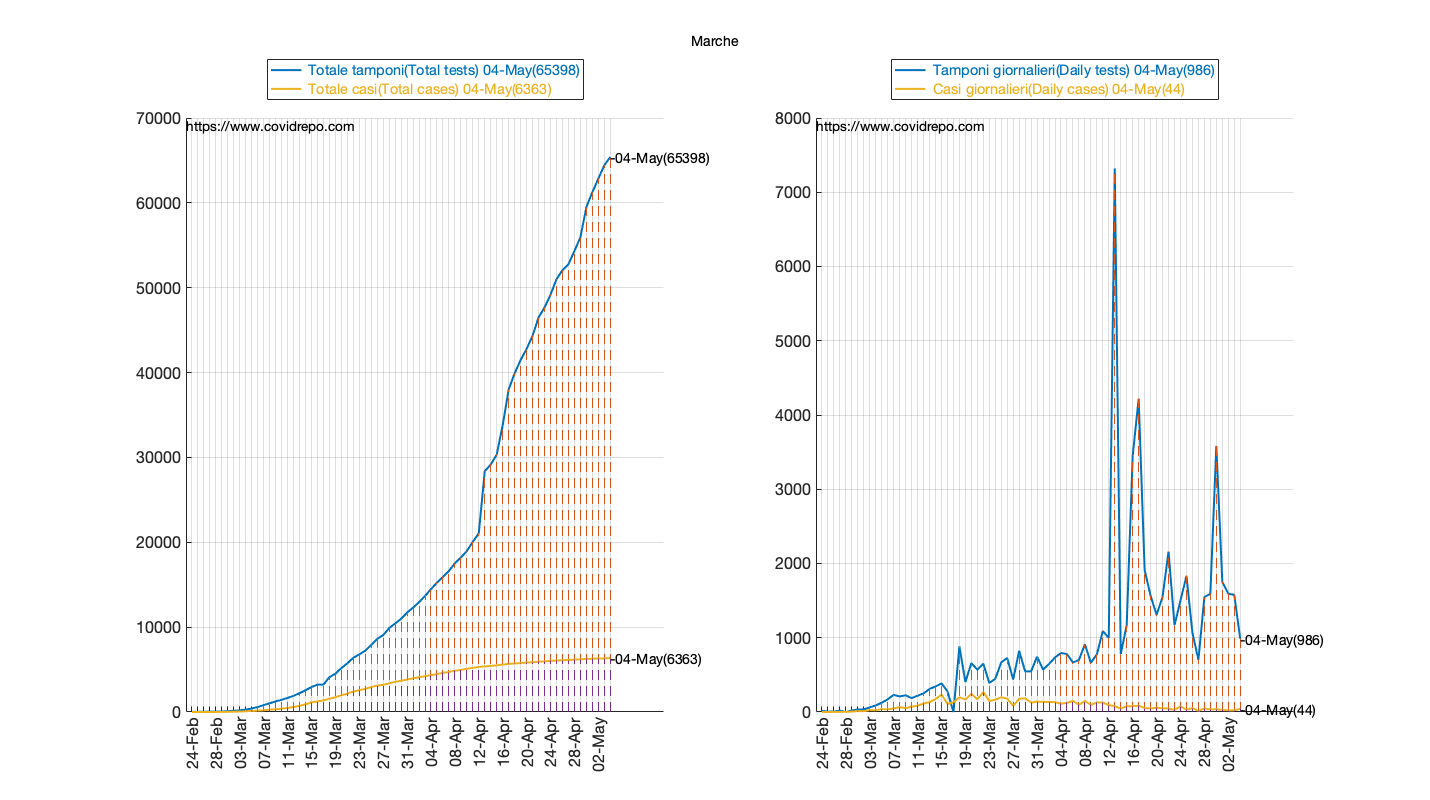 Marche
Totale tamponi(Total tests) 04-May(65398)
Totale casi(Total cases) 04-May(6363)
70000
60000
50000
40000
30000
20000
10000
0
https://www.covidrepo.com
04-May(65398)
04-May(6363)
24-Feb
28-Feb
03-Mar
07-Mar
11-Mar
15-Mar
19-Mar
23-Mar
27-Mar
31-Mar
04-Apr
08-Apr
12-Apr
16-Apr
20-Apr
24-Apr
28-Apr
02-May
Tamponi giornalieri(Daily tests) 04-May(986)
Casi giornalieri(Daily cases) 04-May(44)
8000
7000
6000
5000
4000
3000
2000
1000
0
https://www.covidrepo.com
04-May(986)
04-May(44)
24-Feb
28-Feb
03-Mar
07-Mar
11-Mar
15-Mar
19-Mar
23-Mar
27-Mar
31-Mar
04-Apr
08-Apr
12-Apr
16-Apr
20-Apr
24-Apr
28-Apr
02-May